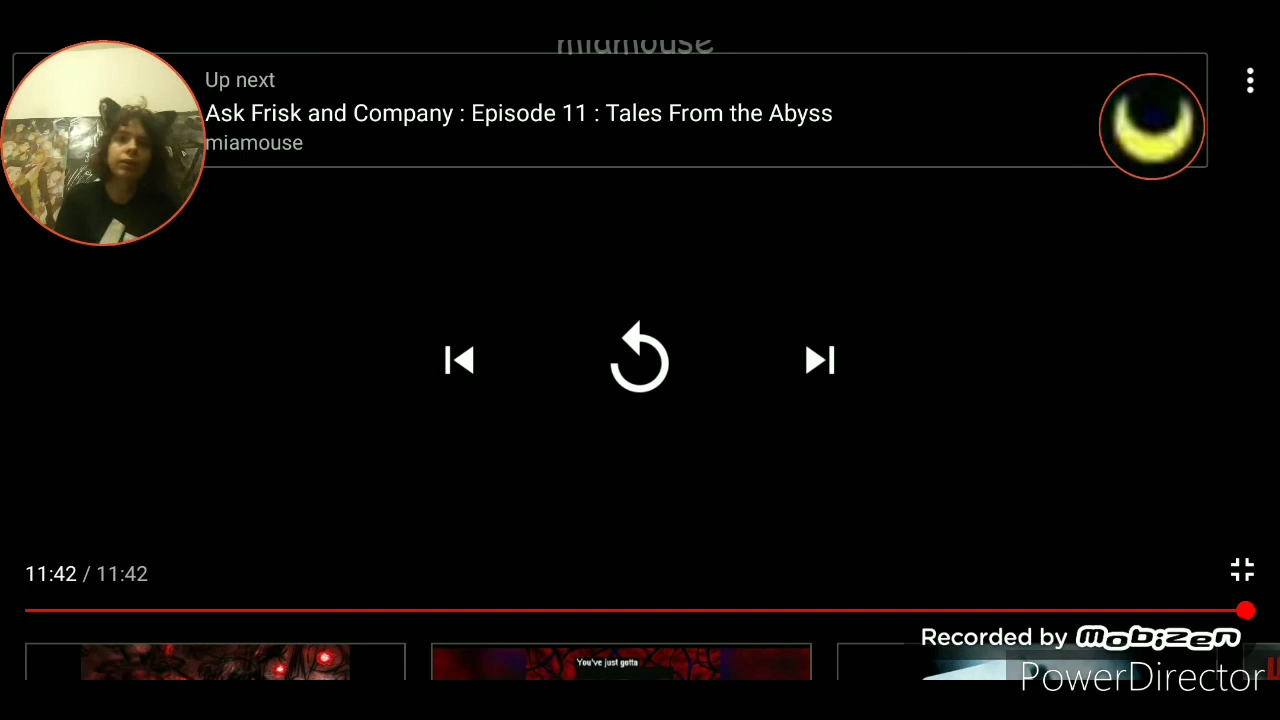 miamouse
Up next
Ask Frisk and Company : Episode 11 : Tales From the Abyss
miamouse
11:42 / 11:42
Recorded by Mobizen
You've just gotta
PowerDirector